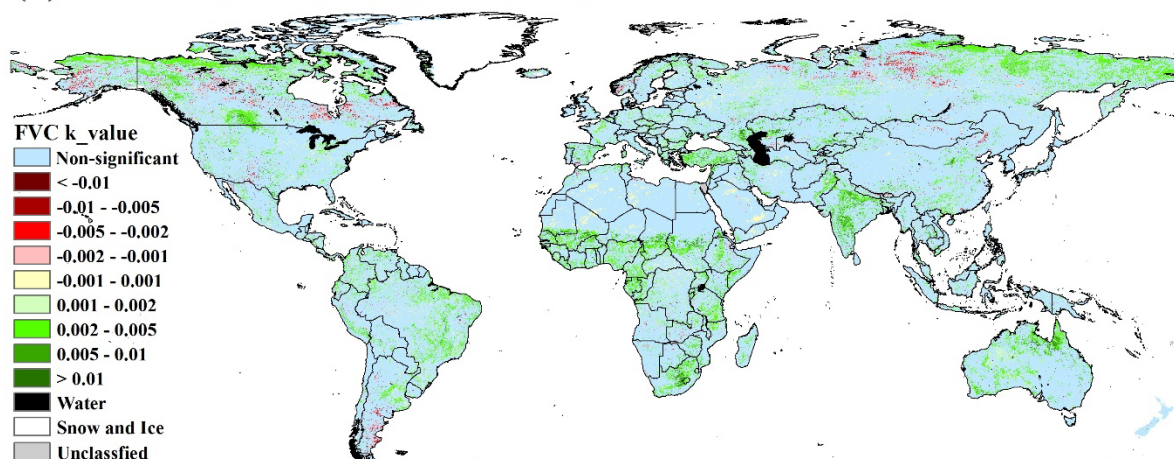 FVC k_value
Non-significant
< -0.01
-0.01 - -0.005
-0.005 - -0.002
-0.002 - -0.001
-0.001 - 0.001
0.001 - 0.002
0.002 - 0.005
0.005 - 0.01
> 0.01
Water
Snow and Ice
Unclassfied